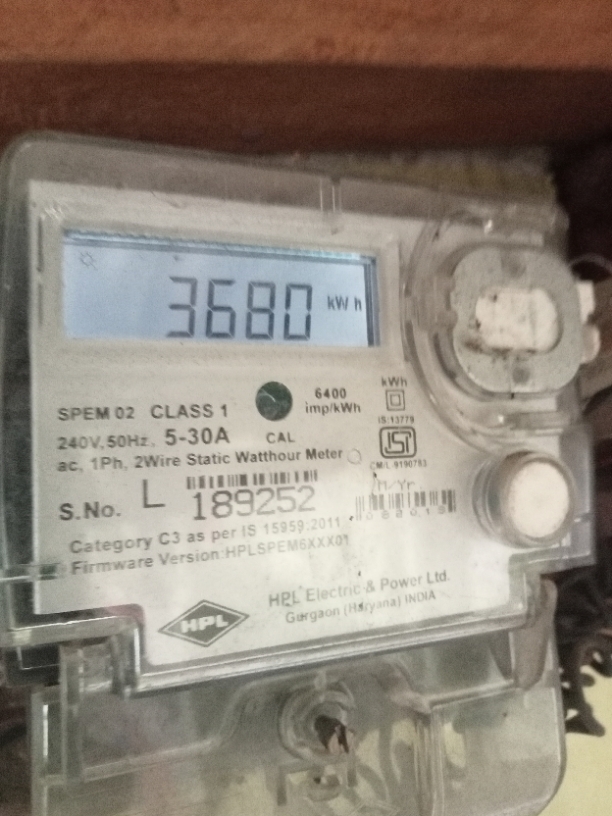 3680 kWh
6400
imp/kWh
kWh
SPEM 02 CLASS 1
IS:13779
240V, 50Hz, 5-30A CAL
ac, 1Ph, 2Wire Static Watthour Meter
CM/L-9190783
S.No. L 189252
M/Yr.
Category C3 as per IS 15959:2011
Firmware Version:HPLSPEM6XXX01
HPL Electric & Power Ltd.
Gurgaon (Haryana) INDIA
HPL